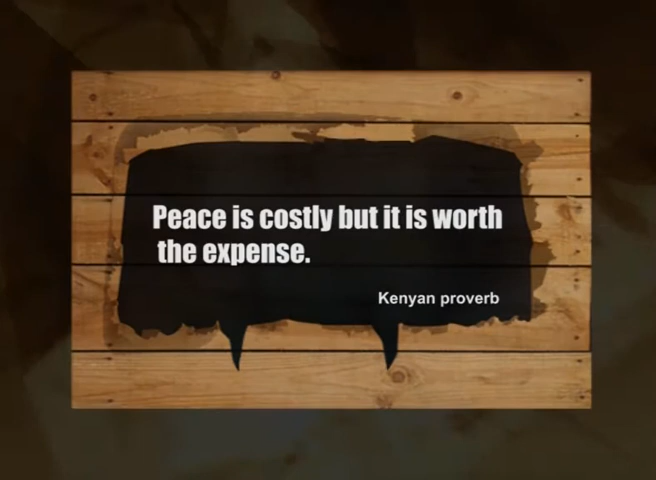 Peace is costly but it is worth
the expense.
Kenyan proverb